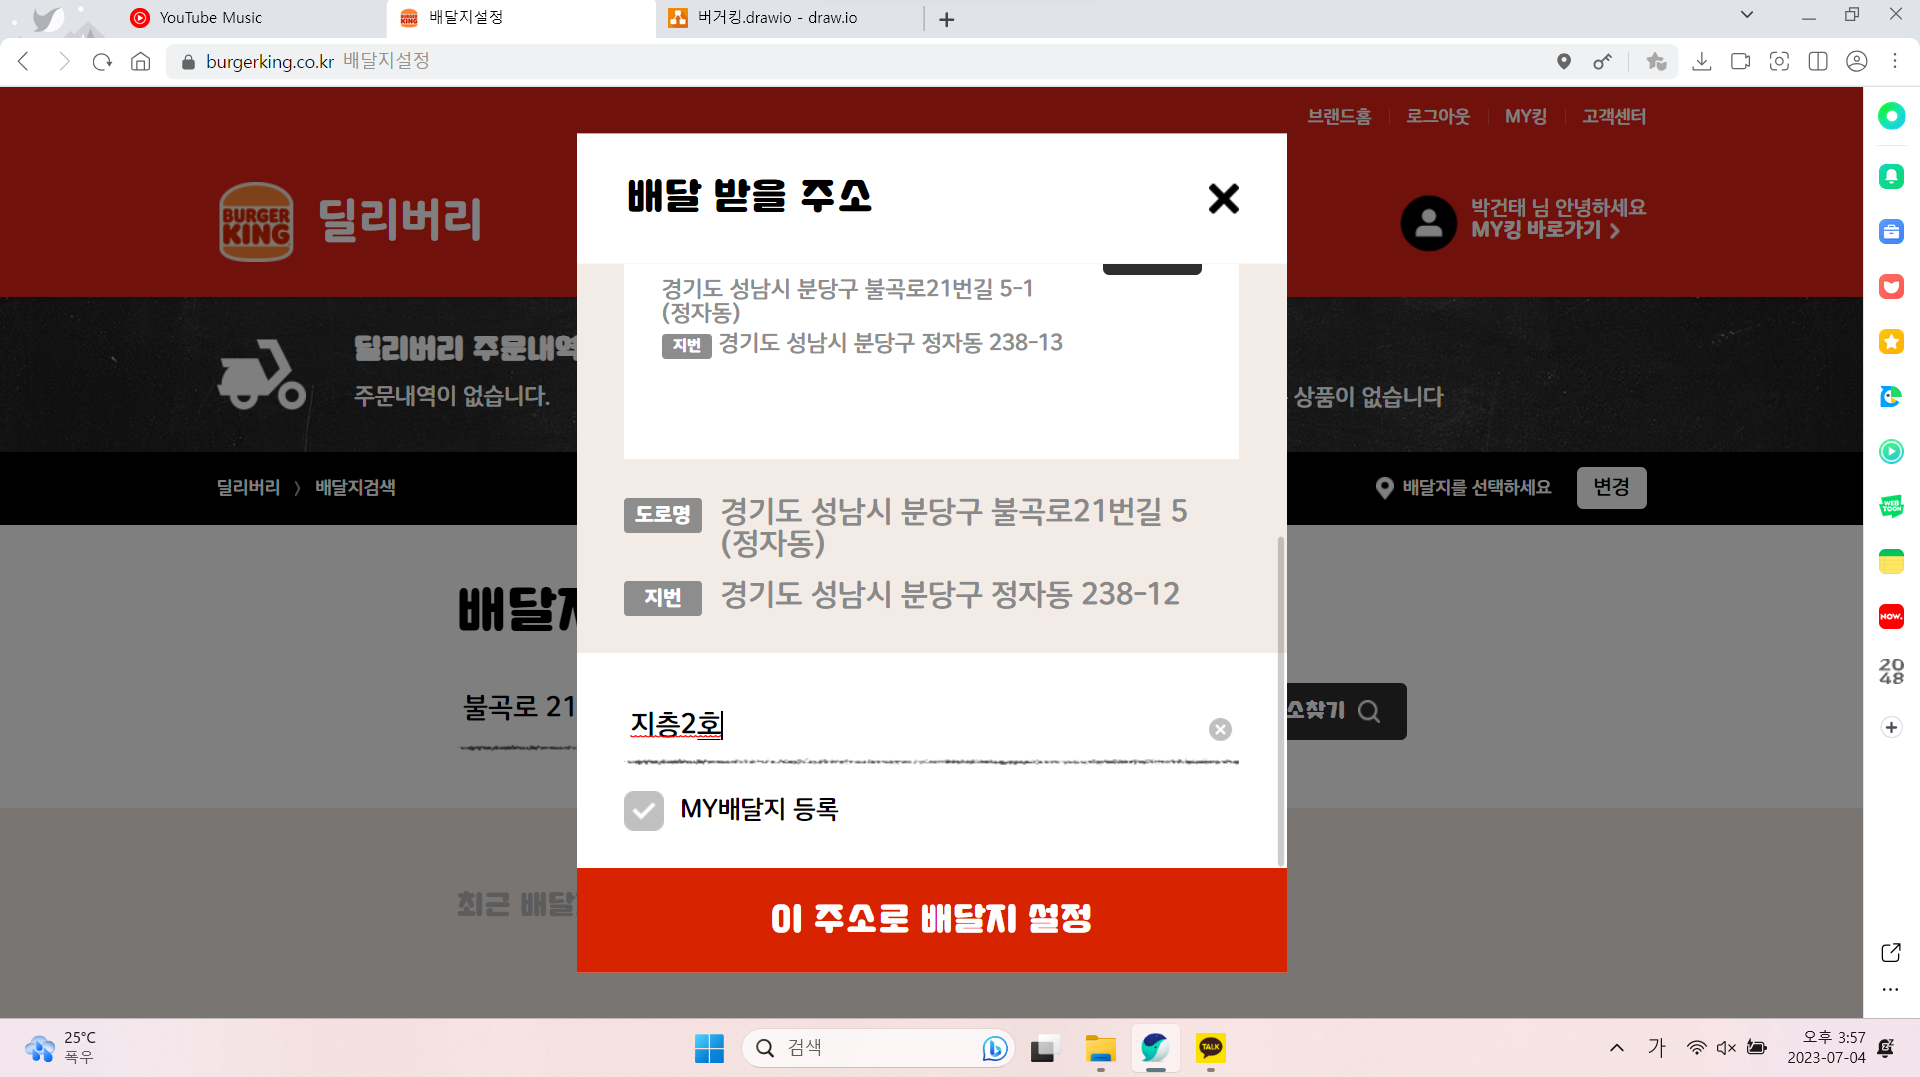 YouTube Music
배달지설정
버거킹.drawio - draw.io
burgerking.co.kr 배달지설정
브랜드홈 로그아웃 MY킹 고객센터
BURGER KING 딜리버리
박건태 님 안녕하세요
MY킹 바로가기
딜리버리 주문내역
주문내역이 없습니다.
상품이 없습니다
딜리버리 > 배달지검색
배달지를 선택하세요 변경
배달지
불곡로 21
소찾기
최근 배달
배달 받을 주소
경기도 성남시 분당구 불곡로21번길 5-1
(정자동)
지번 경기도 성남시 분당구 정자동 238-13
도로명 경기도 성남시 분당구 불곡로21번길 5
(정자동)
지번 경기도 성남시 분당구 정자동 238-12
지층2호
MY배달지 등록
이 주소로 배달지 설정
WEB
TOON
NOW.
20
48
25°C
폭우
검색
TALK
가
오후 3:57
2023-07-04